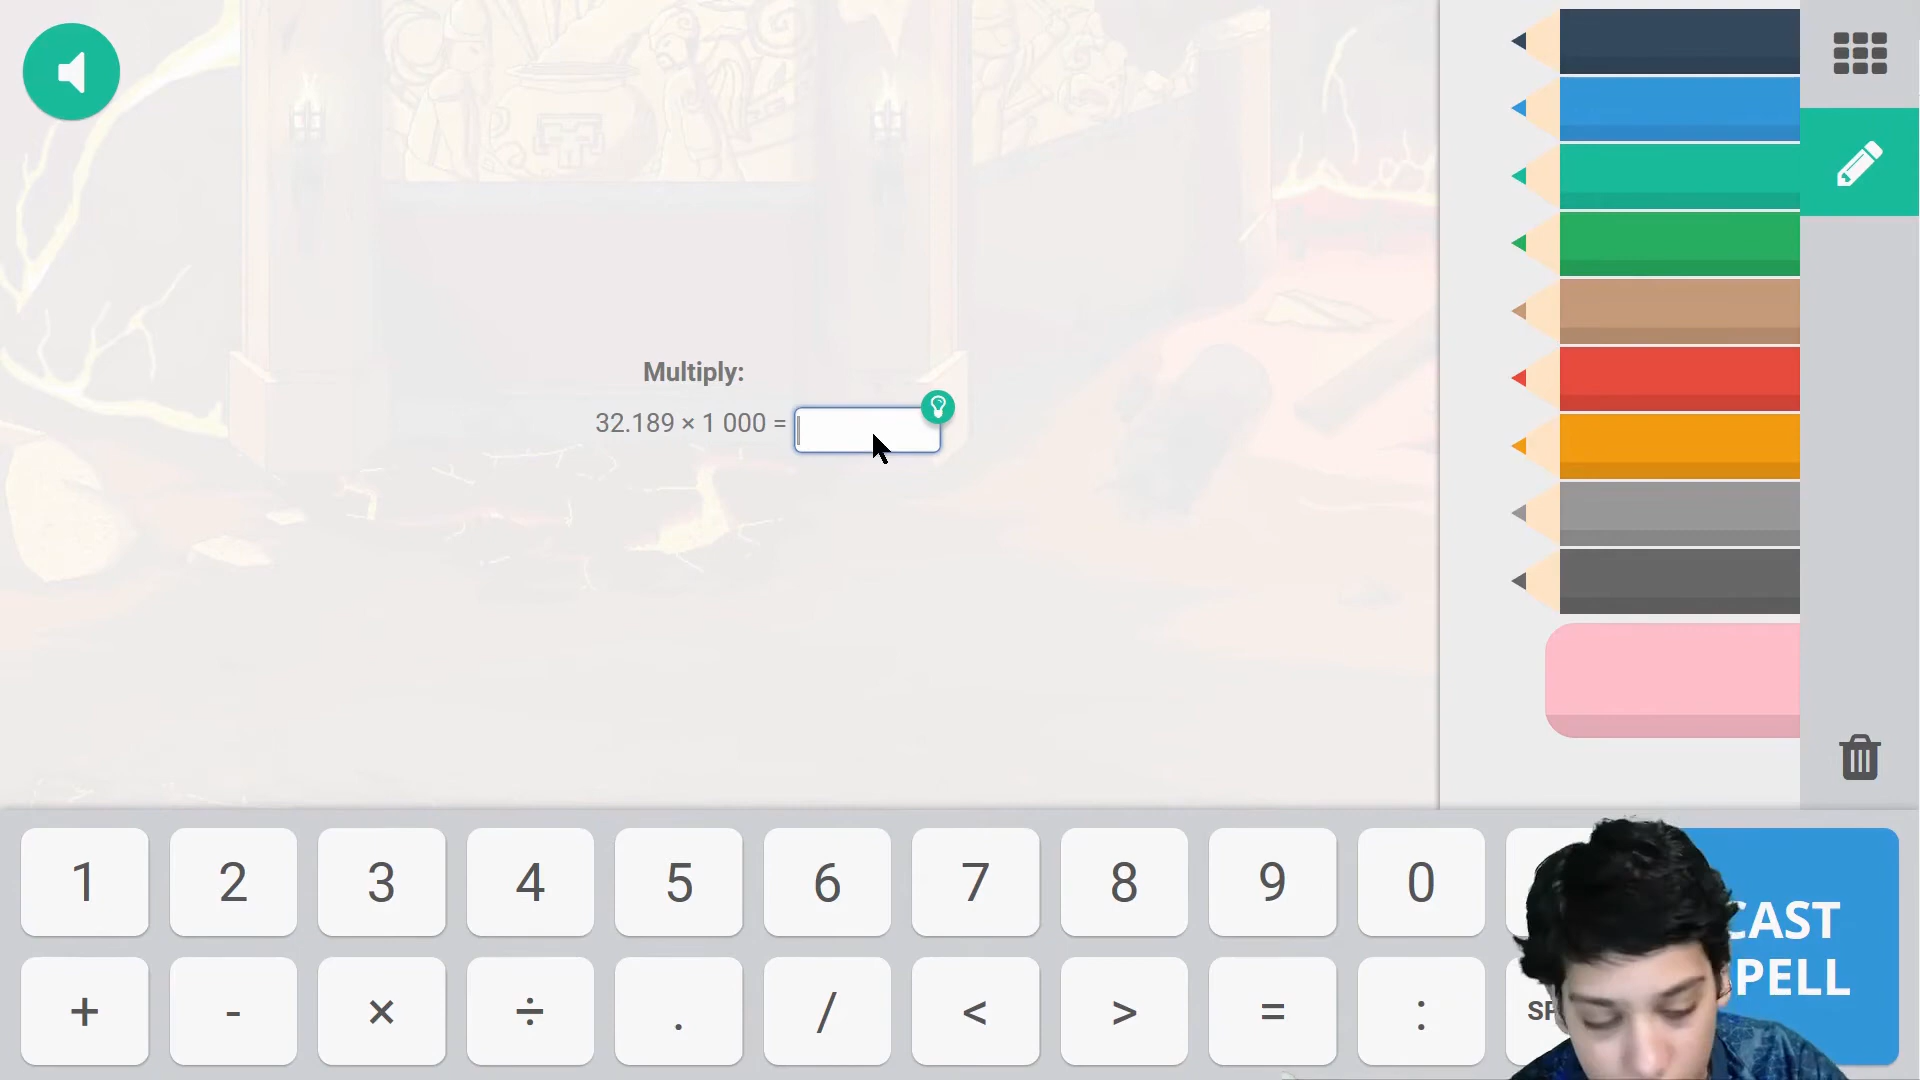 Multiply:
32.189 × 1 000 =
1 2 3 4 5 6 7 8 9 0
CAST
PELL
+ - × ÷ . / < > = :